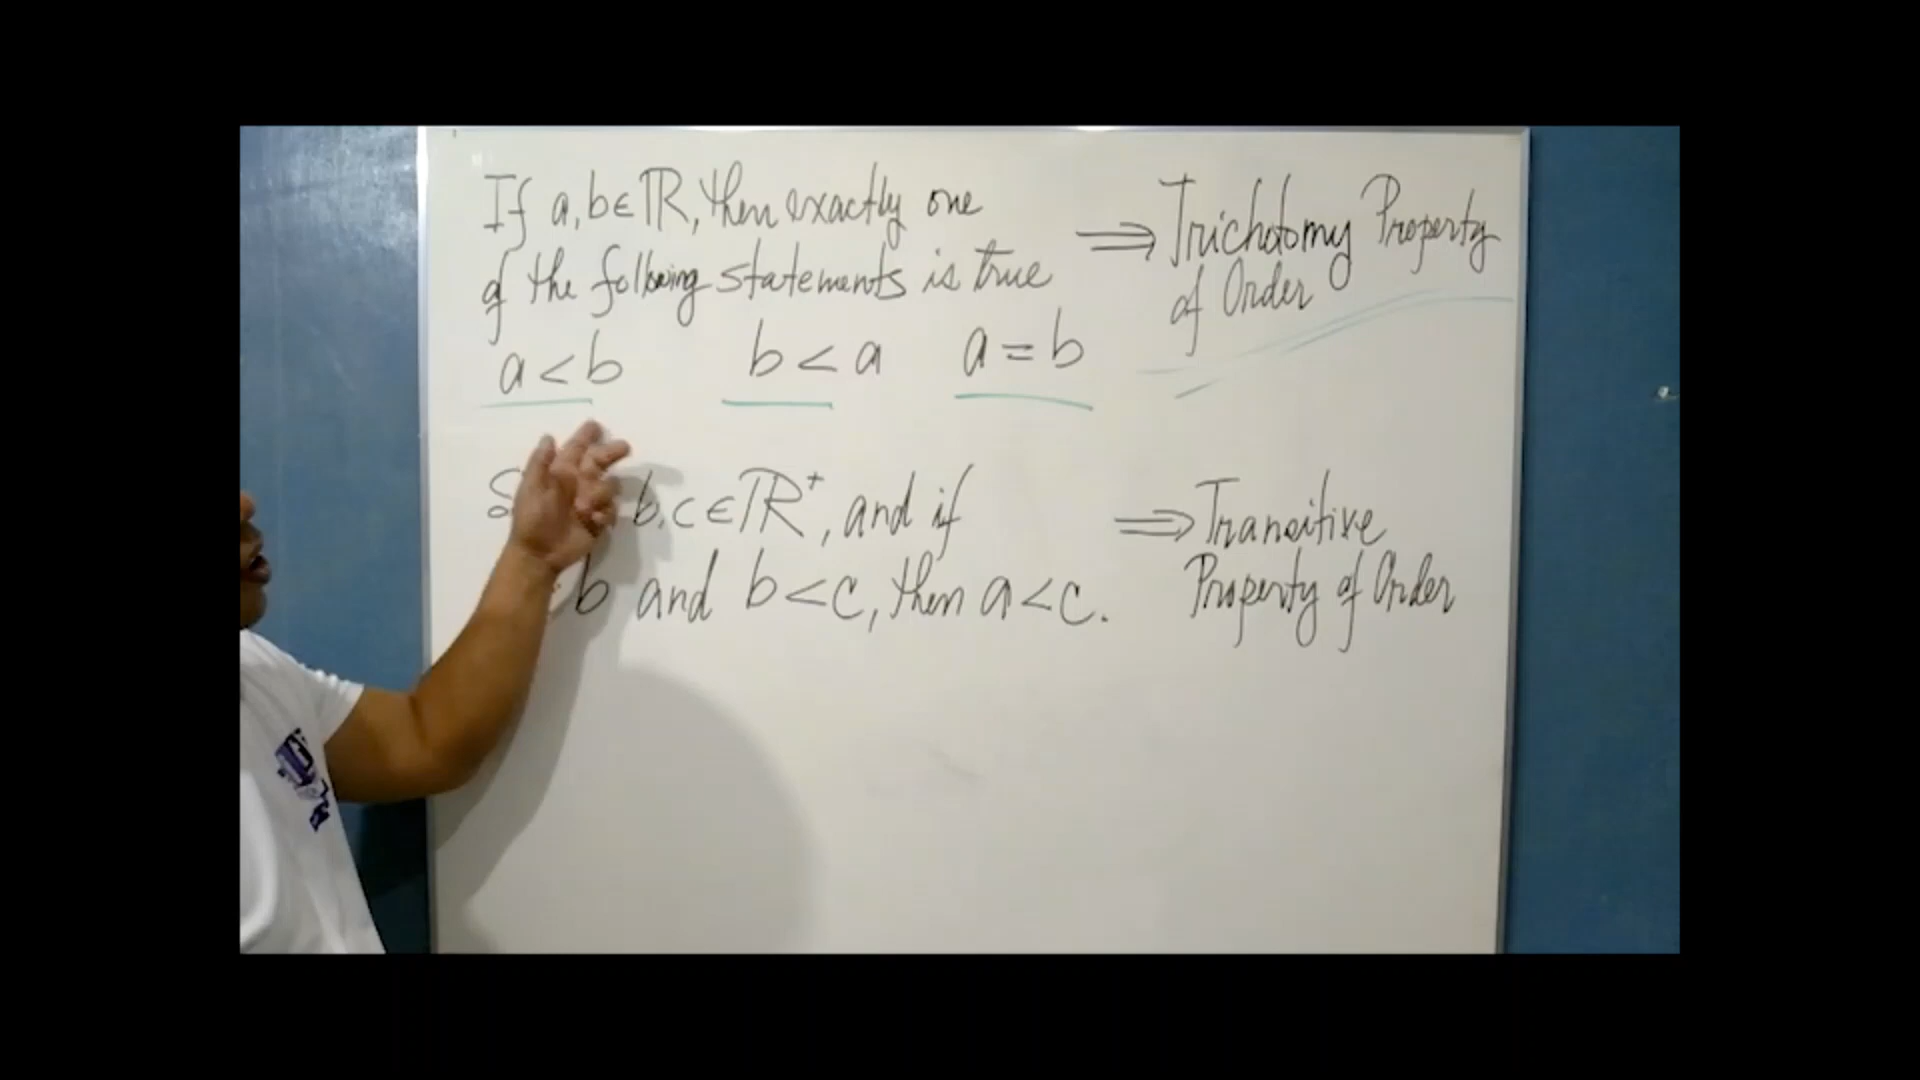 If a, b ∈ ℝ, then exactly one
of the following statements is true
a < b   b < a   a = b
⇒ Trichotomy Property
of Order
b, c ∈ ℝ⁺, and if
b and b < c, then a < c.
⇒ Transitive
Property of Order